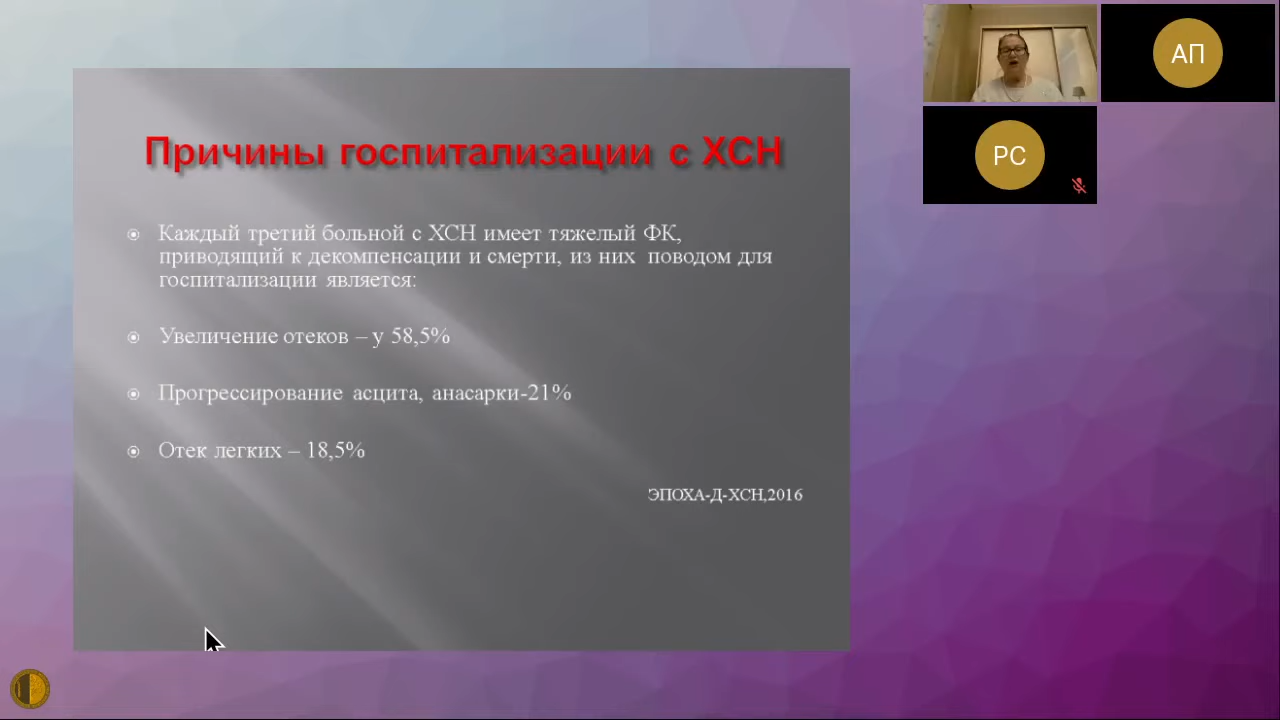 Причины госпитализации с ХСН
Каждый третий больной с ХСН имеет тяжелый ФК,
приводящий к декомпенсации и смерти, из них поводом для
госпитализации является:
Увеличение отеков – у 58,5%
Прогрессирование асцита, анасарки-21%
Отек легких – 18,5%
ЭПОХА-Д-ХСН,2016
АП
РС